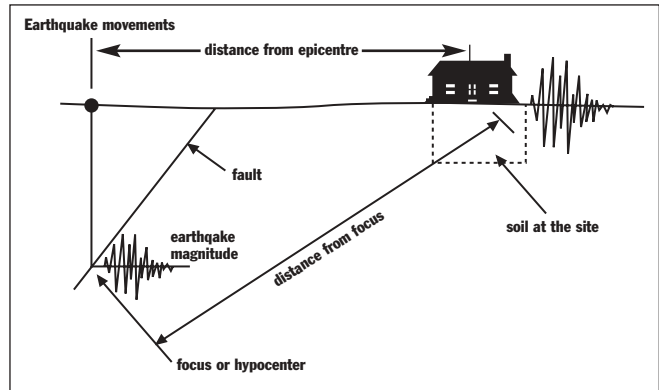 Earthquake movements
distance from epicentre
fault
earthqake
magnitude
distance from focus
soil at the site
focus or hypocenter